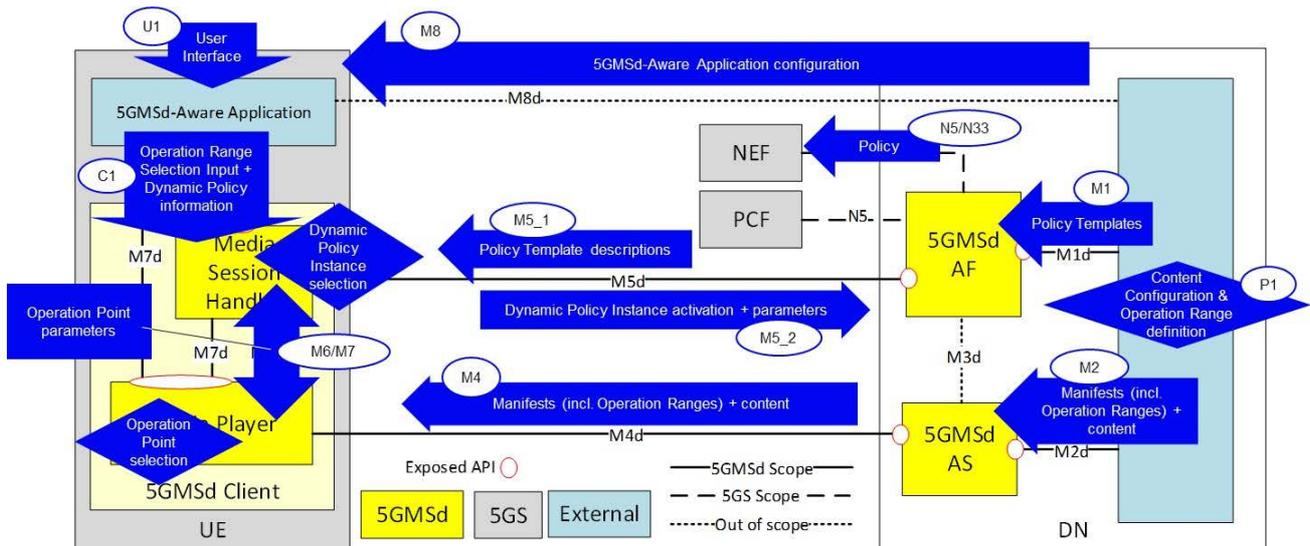 U1
User
Interface
M8
5GMSd-Aware Application configuration
5GMSd-Aware Application
M8d
N5/N33
NEF
Policy
C1
Operation Range
Selection Input +
Dynamic Policy
information
M1
Policy Templates
PCF
N5
M5_1
Policy Template descriptions
Dynamic
Policy
Instance
selection
Media
Session
M7d
5GMSd
AF
M1d
M5d
Content
Configuration &
Operation Range
definition
P1
Operation Point
parameters
Dynamic Policy Instance activation + parameters
M5_2
M7d
M6/M7
M3d
M4
Manifests (incl. Operation Ranges) + content
M2
Manifests (incl.
Operation Ranges) +
content
Player
Operation
Point
selection
M4d
5GMSd
AS
M2d
5GMSd Client
UE
Exposed API
5GMSd
5GS
External
5GMSd Scope
5GS Scope
Out of scope
DN